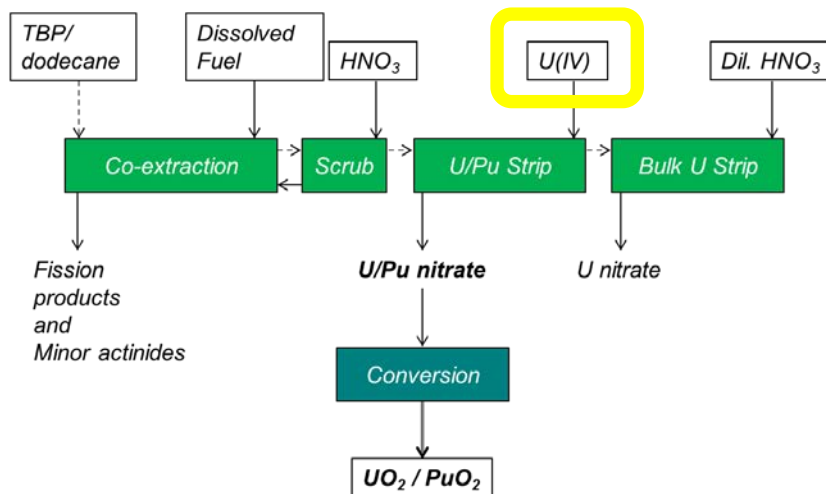 TBP/
dodecane
Dissolved
Fuel
HNO₃
U(IV)
Dil. HNO₃
Co-extraction
Scrub
U/Pu Strip
Bulk U Strip
Fission
products
and
Minor actinides
U/Pu nitrate
U nitrate
Conversion
UO₂ / PuO₂